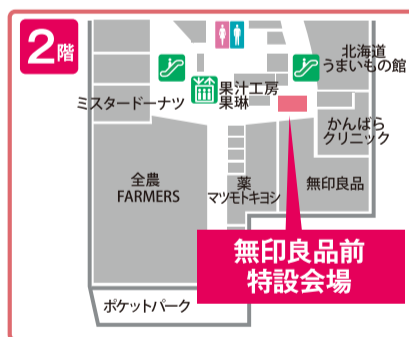 2階
北海道
うまいもの館
果汁工房
果琳
ミスタードーナツ
かんばら
クリニック
全農
FARMERS
薬
マツモトキヨシ
無印良品
無印良品前
特設会場
ポケットパーク